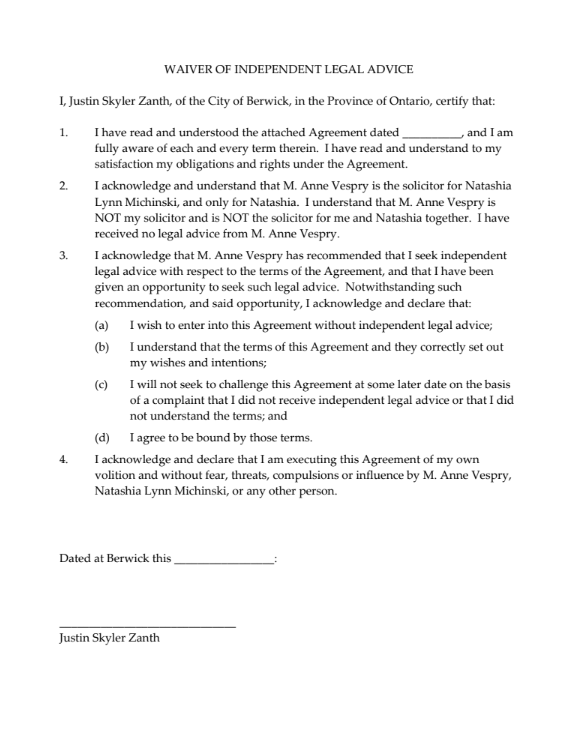 WAIVER OF INDEPENDENT LEGAL ADVICE
I, Justin Skyler Zanth, of the City of Berwick, in the Province of Ontario, certify that:
1. I have read and understood the attached Agreement dated __________, and I am
fully aware of each and every term therein. I have read and understand to my
satisfaction my obligations and rights under the Agreement.
2. I acknowledge and understand that M. Anne Vespry is the solicitor for Natashia
Lynn Michinski, and only for Natashia. I understand that M. Anne Vespry is
NOT my solicitor and is NOT the solicitor for me and Natashia together. I have
received no legal advice from M. Anne Vespry.
3. I acknowledge that M. Anne Vespry has recommended that I seek independent
legal advice with respect to the terms of the Agreement, and that I have been
given an opportunity to seek such legal advice. Notwithstanding such
recommendation, and said opportunity, I acknowledge and declare that:
(a) I wish to enter into this Agreement without independent legal advice;
(b) I understand that the terms of this Agreement and they correctly set out
my wishes and intentions;
(c) I will not seek to challenge this Agreement at some later date on the basis
of a complaint that I did not receive independent legal advice or that I did
not understand the terms; and
(d) I agree to be bound by those terms.
4. I acknowledge and declare that I am executing this Agreement of my own
volition and without fear, threats, compulsions or influence by M. Anne Vespry,
Natashia Lynn Michinski, or any other person.
Dated at Berwick this _________________:
______________________________
Justin Skyler Zanth